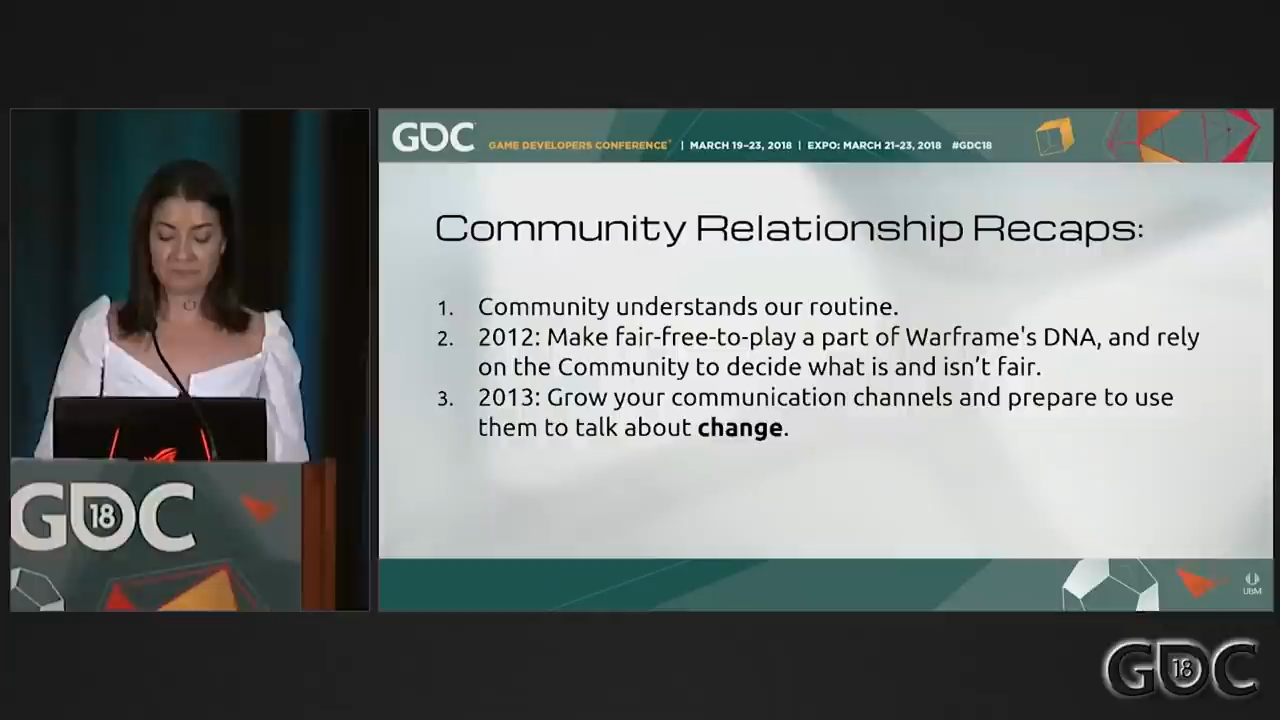 GDC GAME DEVELOPERS CONFERENCE® | MARCH 19–23, 2018 | EXPO: MARCH 21–23, 2018 #GDC18
Community Relationship Recaps:
1. Community understands our routine.
2. 2012: Make fair-free-to-play a part of Warframe's DNA, and rely
on the Community to decide what is and isn’t fair.
3. 2013: Grow your communication channels and prepare to use
them to talk about change.
GDC 18
UBM
GDC 18